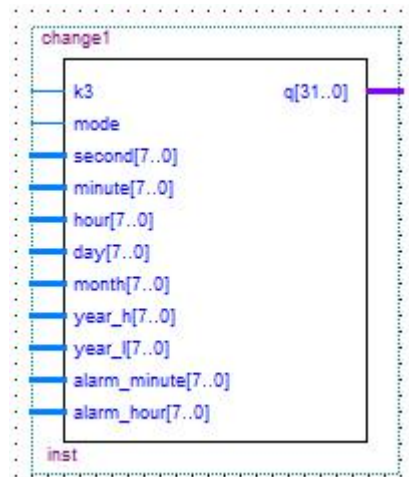 change1
k3 q[31..0]
mode
second[7..0]
minute[7..0]
hour[7..0]
day[7..0]
month[7..0]
year_h[7..0]
year_l[7..0]
alarm_minute[7..0]
alarm_hour[7..0]
inst